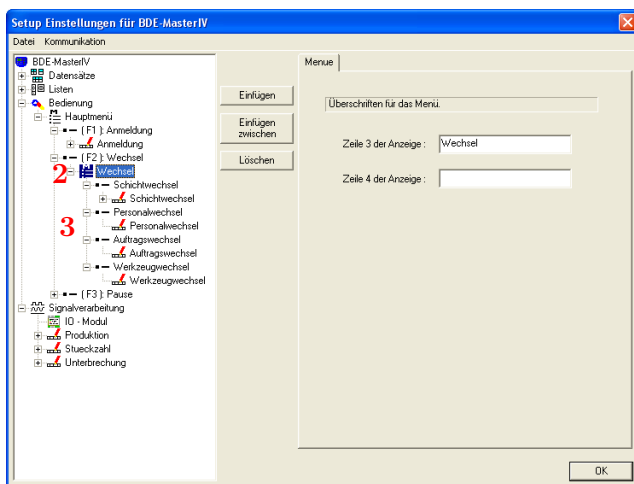 Setup Einstellungen für BDE-MasterIV
Datei Kommunikation
BDE-MasterIV
Datensätze
Listen
Bedienung
Hauptmenü
( F1 ): Anmeldung
Anmeldung
( F2 ): Wechsel
2 Wechsel
Schichtwechsel
Schichtwechsel
Personalwechsel
3 Personalwechsel
Auftragswechsel
Auftragswechsel
Werkzeugwechsel
Werkzeugwechsel
( F3 ): Pause
Signalverarbeitung
IO - Modul
Produktion
Stueckzahl
Unterbrechung
Einfügen
Einfügen
zwischen
Löschen
Menue
Überschriften für das Menü.
Zeile 3 der Anzeige : Wechsel
Zeile 4 der Anzeige :
OK